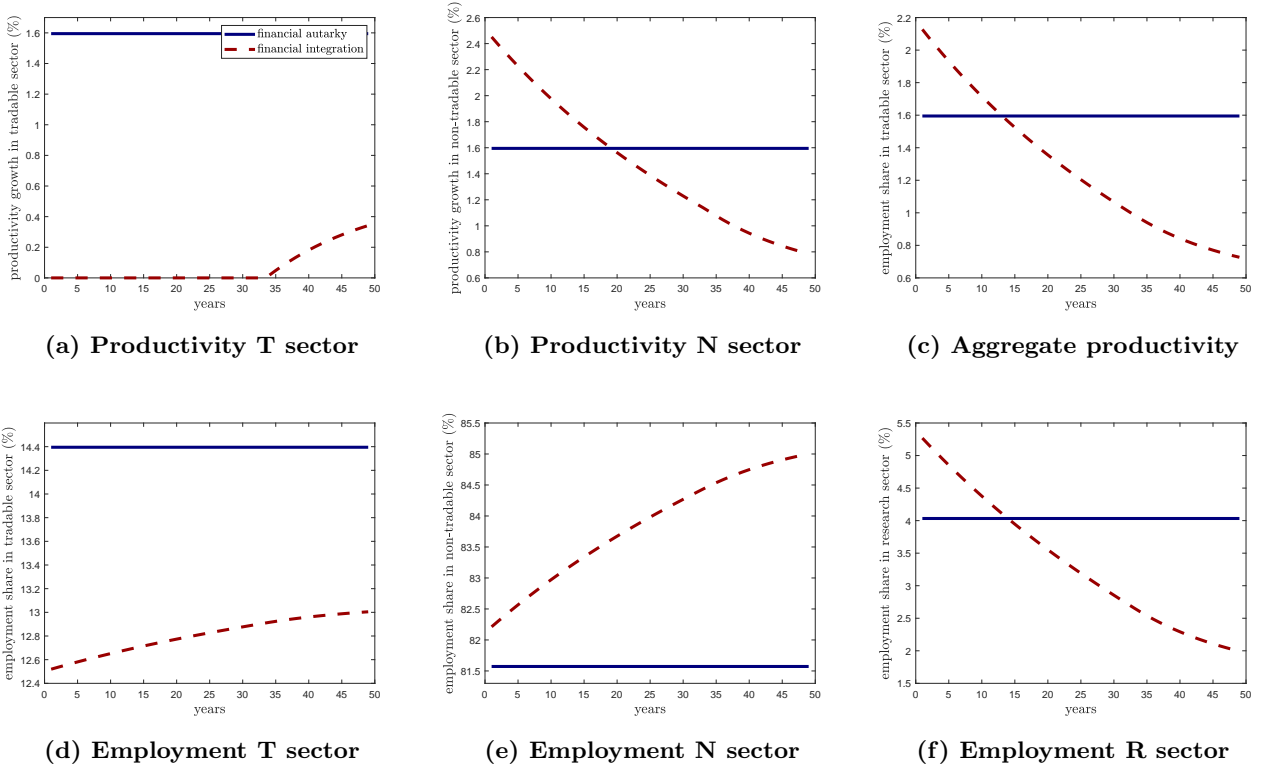 productivity growth in tradable sector (%)
1.6
1.4
1.2
1
0.8
0.6
0.4
0.2
0
financial autarky
financial integration
0 5 10 15 20 25 30 35 40 45 50
years
(a) Productivity T sector
productivity growth in non-tradable sector (%)
2.6
2.4
2.2
2
1.8
1.6
1.4
1.2
1
0.8
0.6
0 5 10 15 20 25 30 35 40 45 50
years
(b) Productivity N sector
employment share in tradable sector (%)
2.2
2
1.8
1.6
1.4
1.2
1
0.8
0.6
0 5 10 15 20 25 30 35 40 45 50
years
(c) Aggregate productivity
employment share in tradable sector (%)
14.4
14.2
14
13.8
13.6
13.4
13.2
13
12.8
12.6
12.4
0 5 10 15 20 25 30 35 40 45 50
years
(d) Employment T sector
employment share in non-tradable sector (%)
85.5
85
84.5
84
83.5
83
82.5
82
81.5
0 5 10 15 20 25 30 35 40 45 50
years
(e) Employment N sector
employment share in research sector (%)
5.5
5
4.5
4
3.5
3
2.5
2
1.5
0 5 10 15 20 25 30 35 40 45 50
years
(f) Employment R sector